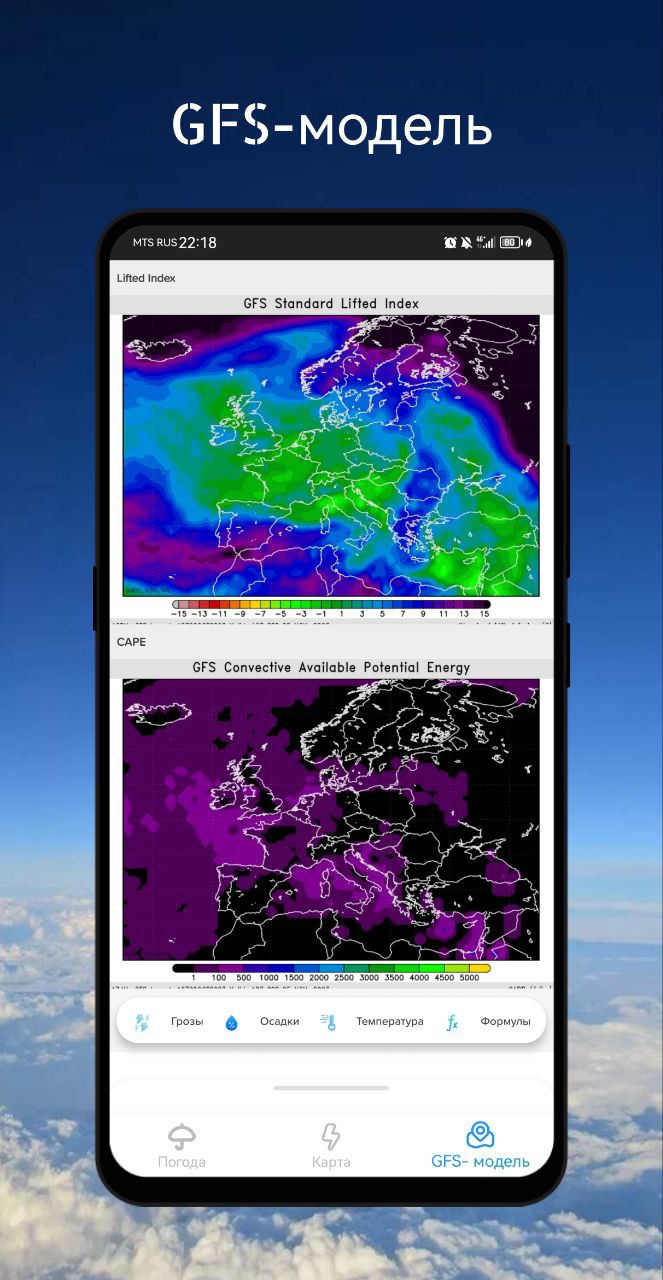 GFS-модель
MTS RUS 22:18
80
Lifted Index
GFS Standard Lifted Index
-15 -13 -11 -9 -7 -5 -3 -1 1 3 5 7 9 11 13 15
CAPE
GFS Convective Available Potential Energy
1 100 500 1000 1500 2000 2500 3000 3500 4000 4500 5000
Грозы Осадки Температура fx Формулы
Погода Карта GFS- модель